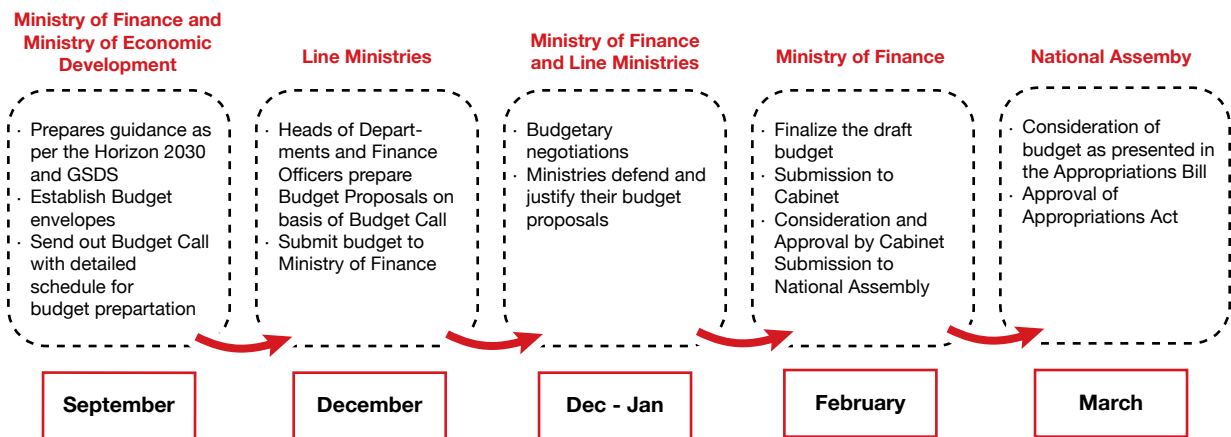 Ministry of Finance and
Ministry of Economic
Development
· Prepares guidance as
per the Horizon 2030
and GSDS
· Establish Budget
envelopes
· Send out Budget Call
with detailed
schedule for
budget prepartation
September
Line Ministries
· Heads of Depart-
ments and Finance
Officers prepare
Budget Proposals on
basis of Budget Call
· Submit budget to
Ministry of Finance
December
Ministry of Finance
and Line Ministries
· Budgetary
negotiations
· Ministries defend and
justify their budget
proposals
Dec - Jan
Ministry of Finance
· Finalize the draft
budget
· Submission to
Cabinet
· Consideration and
Approval by Cabinet
Submission to
National Assembly
February
National Assemby
· Consideration of
budget as presented in
the Appropriations Bill
· Approval of
Appropriations Act
March